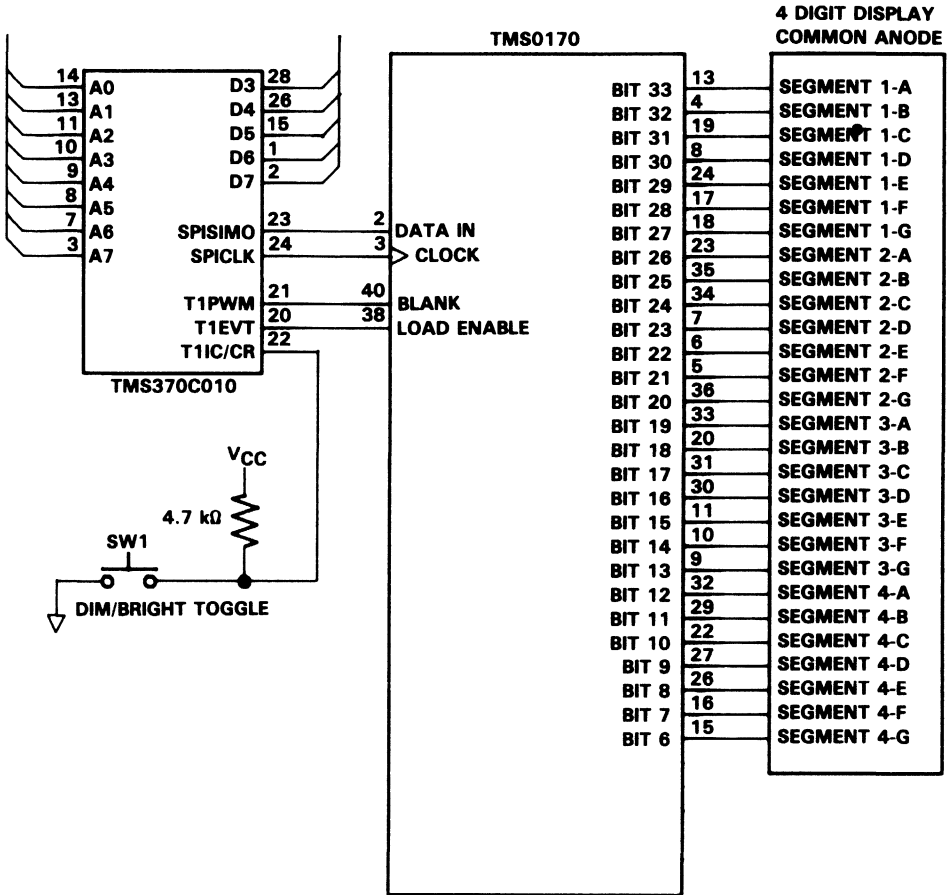 4 DIGIT DISPLAY
COMMON ANODE
TMS0170
14 A0
13 A1
11 A2
10 A3
9 A4
8 A5
7 A6
3 A7
D3 28
D4 26
D5 15
D6 1
D7 2
SPISIMO 23
SPICLK 24
T1PWM 21
T1EVT 20
T1IC/CR 22
TMS370C010
2 DATA IN
3 CLOCK
40 BLANK
38 LOAD ENABLE
BIT 33 13 SEGMENT 1-A
BIT 32 4 SEGMENT 1-B
BIT 31 19 SEGMENT 1-C
BIT 30 8 SEGMENT 1-D
BIT 29 24 SEGMENT 1-E
BIT 28 17 SEGMENT 1-F
BIT 27 18 SEGMENT 1-G
BIT 26 23 SEGMENT 2-A
BIT 25 35 SEGMENT 2-B
BIT 24 34 SEGMENT 2-C
BIT 23 7 SEGMENT 2-D
BIT 22 6 SEGMENT 2-E
BIT 21 5 SEGMENT 2-F
BIT 20 36 SEGMENT 2-G
BIT 19 33 SEGMENT 3-A
BIT 18 20 SEGMENT 3-B
BIT 17 31 SEGMENT 3-C
BIT 16 30 SEGMENT 3-D
BIT 15 11 SEGMENT 3-E
BIT 14 10 SEGMENT 3-F
BIT 13 9 SEGMENT 3-G
BIT 12 32 SEGMENT 4-A
BIT 11 29 SEGMENT 4-B
BIT 10 22 SEGMENT 4-C
BIT 9 27 SEGMENT 4-D
BIT 8 26 SEGMENT 4-E
BIT 7 16 SEGMENT 4-F
BIT 6 15 SEGMENT 4-G
VCC
4.7 kΩ
SW1
DIM/BRIGHT TOGGLE